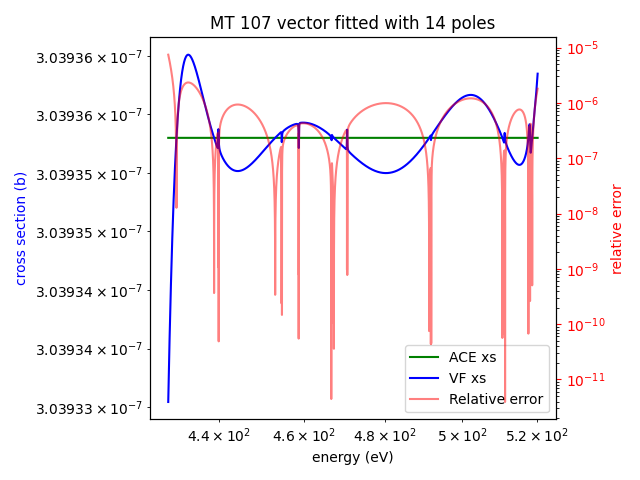 MT 107 vector fitted with 14 poles
3.03936 × 10⁻⁷
3.03936 × 10⁻⁷
3.03935 × 10⁻⁷
3.03935 × 10⁻⁷
3.03934 × 10⁻⁷
3.03934 × 10⁻⁷
3.03933 × 10⁻⁷
cross section (b)
10⁻⁵
10⁻⁶
10⁻⁷
10⁻⁸
10⁻⁹
10⁻¹⁰
10⁻¹¹
relative error
ACE xs
VF xs
Relative error
4.4 × 10² 4.6 × 10² 4.8 × 10² 5 × 10² 5.2 × 10²
energy (eV)